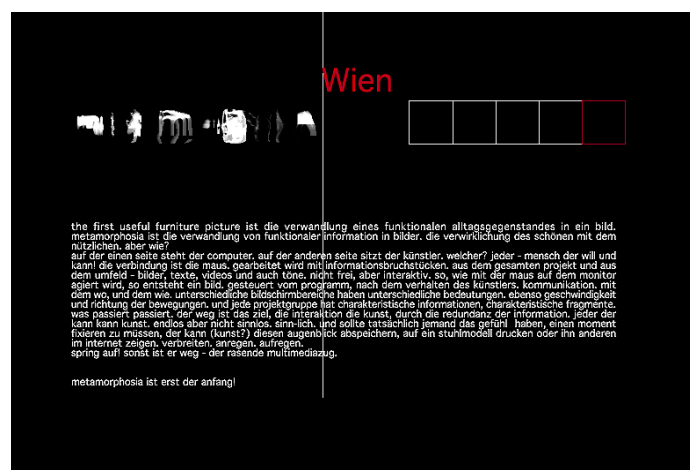 Wien
the first useful furniture picture ist die verwandlung eines funktionalen alltagsgegenstandes in ein bild.
metamorphosia ist die verwandlung von funktionaler information in bilder. die verwirklichung des schönen mit dem
nützlichen. aber wie?
auf der einen seite steht der computer. auf der anderen seite sitzt der künstler. welcher? jeder - mensch der will und
kann! die verbindung ist die maus. gearbeitet wird mit informationsbruchstücken. aus dem gesamten projekt und aus
dem umfeld - bilder, texte, videos und auch töne. nicht frei, aber interaktiv. so, wie mit der maus auf dem monitor
agiert wird, so entsteht ein bild. gesteuert vom programm, nach dem verhalten des künstlers. kommunikation. mit
dem wo, und dem wie. unterschiedliche bildschirmbereiche haben unterschiedliche bedeutungen. ebenso geschwindigkeit
und richtung der bewegungen. und jede projektgruppe hat charakteristische informationen, charakteristische fragmente.
was passiert passiert. der weg ist das ziel, die interaktion die kunst, durch die redundanz der information. jeder der
kann kann kunst. endlos aber nicht sinnlos. sinn-lich. und sollte tatsächlich jemand das gefühl haben, einen moment
fixieren zu müssen, der kann (kunst?) diesen augenblick abspeichern, auf ein stuhlmodell drucken oder ihn anderen
im internet zeigen. verbreiten. anregen. aufregen.
spring auf! sonst ist er weg - der rasende multimediazug.
metamorphosia ist erst der anfang!